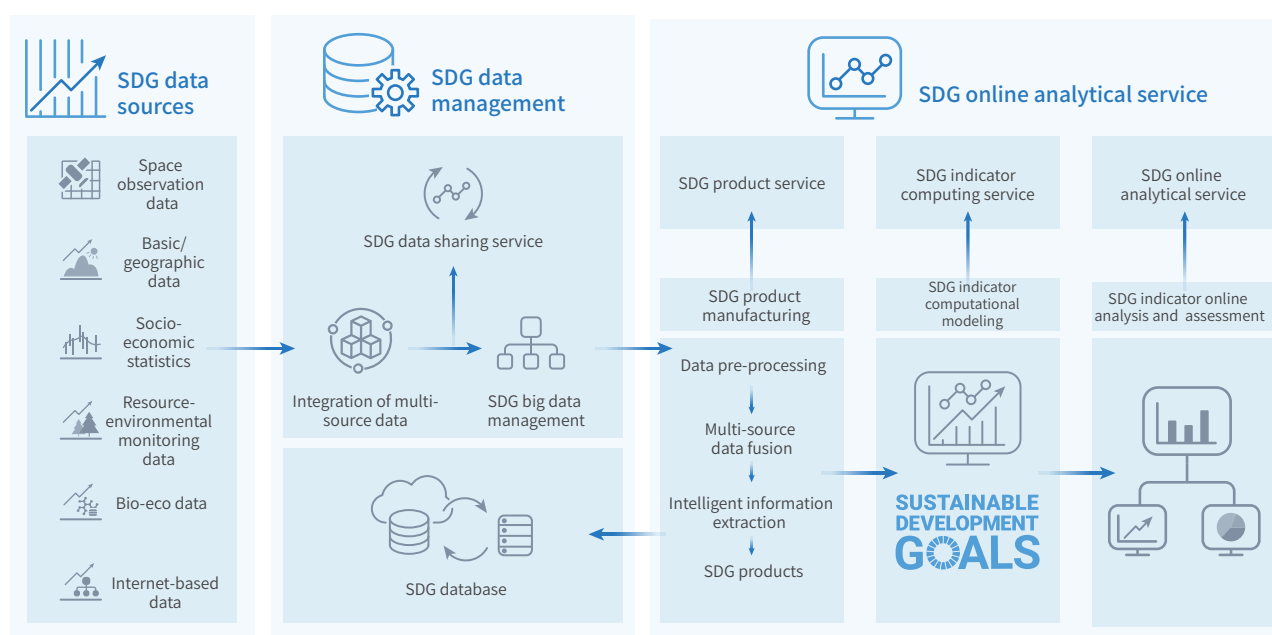 SDG data
sources
Space
observation
data
Basic/
geographic
data
Socio-
economic
statistics
Resource-
environmental
monitoring
data
Bio-eco data
Internet-based
data
SDG data
management
SDG data sharing service
Integration of multi-
source data
SDG big data
management
SDG database
SDG online analytical service
SDG product service
SDG product
manufacturing
Data pre-processing
Multi-source
data fusion
Intelligent information
extraction
SDG products
SDG indicator
computing service
SDG indicator
computational
modeling
SUSTAINABLE
DEVELOPMENT
GOALS
SDG online
analytical service
SDG indicator online
analysis and assessment